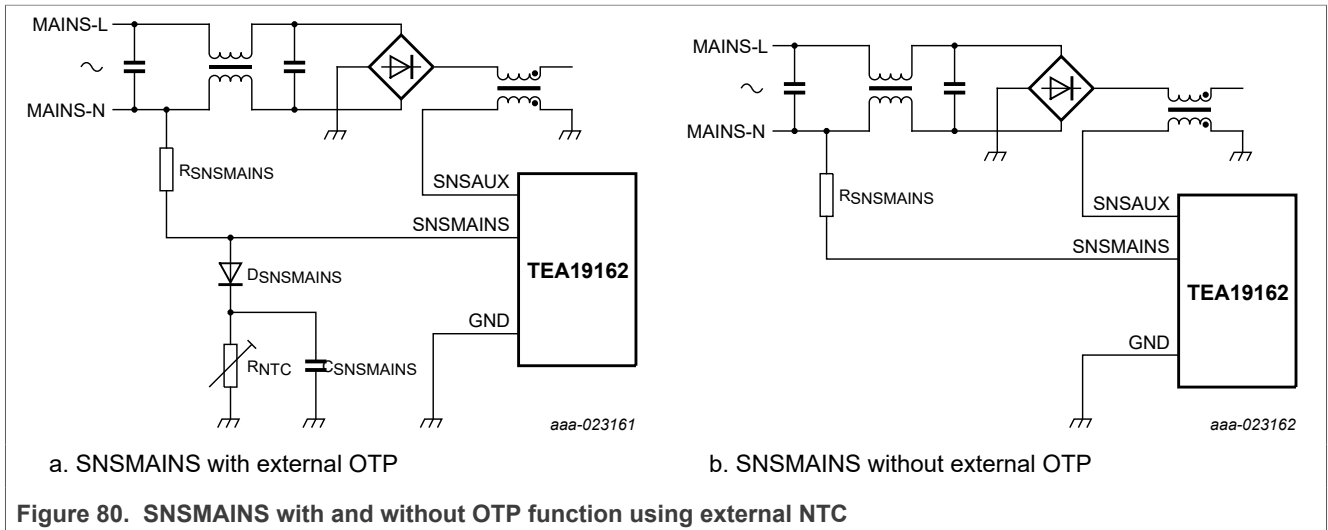 MAINS-L
MAINS-N
RSNSMAINS
SNSAUX
SNSMAINS
TEA19162
DSNSMAINS
GND
RNTC
CSNSMAINS
aaa-023161
a. SNSMAINS with external OTP
MAINS-L
MAINS-N
RSNSMAINS
SNSAUX
SNSMAINS
TEA19162
GND
aaa-023162
b. SNSMAINS without external OTP
Figure 80. SNSMAINS with and without OTP function using external NTC